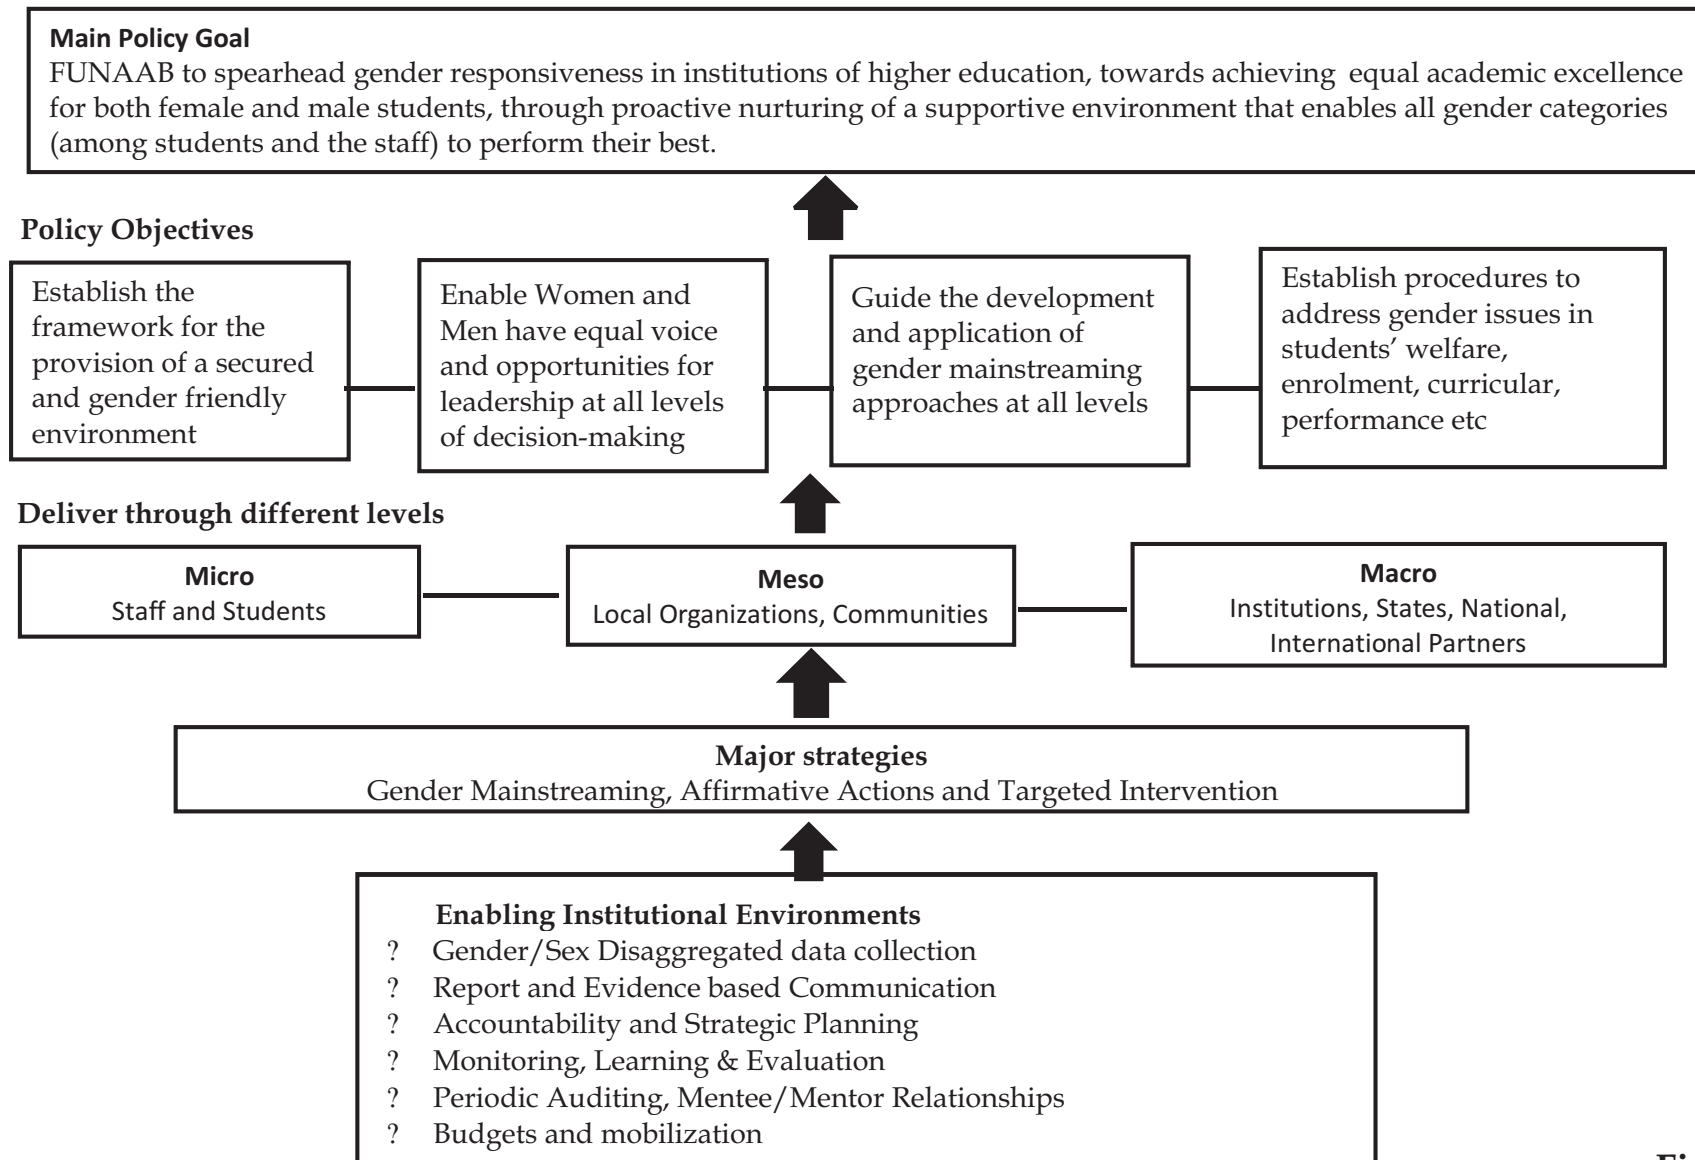 Main Policy Goal
FUNAAB to spearhead gender responsiveness in institutions of higher education, towards achieving equal academic excellence
for both female and male students, through proactive nurturing of a supportive environment that enables all gender categories
(among students and the staff) to perform their best.
Policy Objectives
Establish the
framework for the
provision of a secured
and gender friendly
environment
Enable Women and
Men have equal voice
and opportunities for
leadership at all levels
of decision-making
Guide the development
and application of
gender mainstreaming
approaches at all levels
Establish procedures to
address gender issues in
students’ welfare,
enrolment, curricular,
performance etc
Deliver through different levels
Micro
Staff and Students
Meso
Local Organizations, Communities
Macro
Institutions, States, National,
International Partners
Major strategies
Gender Mainstreaming, Affirmative Actions and Targeted Intervention
Enabling Institutional Environments
? Gender/Sex Disaggregated data collection
? Report and Evidence based Communication
? Accountability and Strategic Planning
? Monitoring, Learning & Evaluation
? Periodic Auditing, Mentee/Mentor Relationships
? Budgets and mobilization